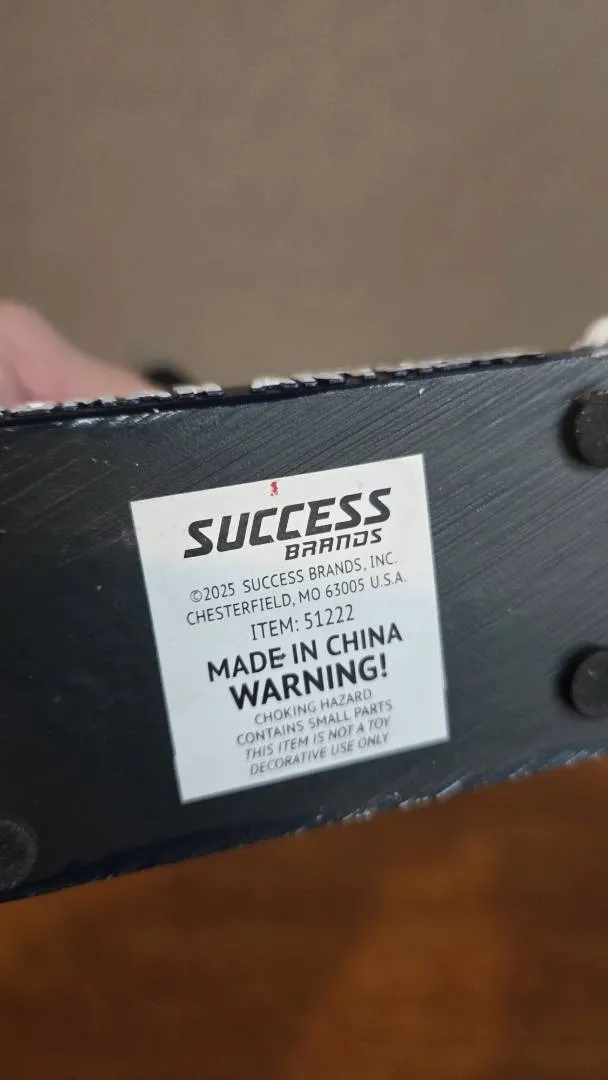 SUCCESS
BRANDS
©2025 SUCCESS BRANDS, INC.
CHESTERFIELD, MO 63005 U.S.A.
ITEM: 51222
MADE IN CHINA
WARNING!
CHOKING HAZARD
CONTAINS SMALL PARTS
THIS ITEM IS NOT A TOY
DECORATIVE USE ONLY